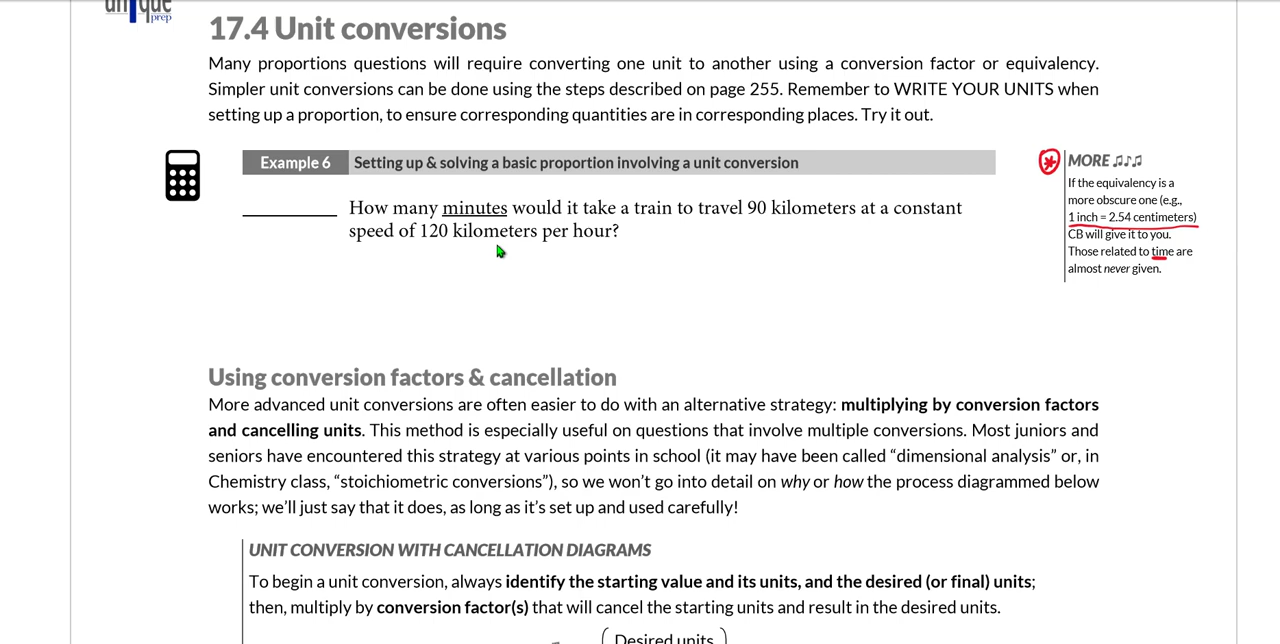 prep
17.4 Unit conversions
Many proportions questions will require converting one unit to another using a conversion factor or equivalency.
Simpler unit conversions can be done using the steps described on page 255. Remember to WRITE YOUR UNITS when
setting up a proportion, to ensure corresponding quantities are in corresponding places. Try it out.
Example 6 Setting up & solving a basic proportion involving a unit conversion
How many minutes would it take a train to travel 90 kilometers at a constant
speed of 120 kilometers per hour?
MORE ♫♪♫
If the equivalency is a
more obscure one (e.g.,
1 inch = 2.54 centimeters)
CB will give it to you.
Those related to time are
almost never given.
Using conversion factors & cancellation
More advanced unit conversions are often easier to do with an alternative strategy: multiplying by conversion factors
and cancelling units. This method is especially useful on questions that involve multiple conversions. Most juniors and
seniors have encountered this strategy at various points in school (it may have been called “dimensional analysis” or, in
Chemistry class, “stoichiometric conversions”), so we won’t go into detail on why or how the process diagrammed below
works; we’ll just say that it does, as long as it’s set up and used carefully!
UNIT CONVERSION WITH CANCELLATION DIAGRAMS
To begin a unit conversion, always identify the starting value and its units, and the desired (or final) units;
then, multiply by conversion factor(s) that will cancel the starting units and result in the desired units.
Desired units